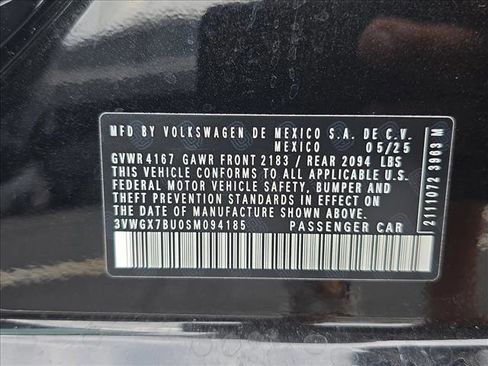 MFD BY VOLKSWAGEN DE MEXICO S.A. DE C.V.
MEXICO 05/25
GVWR 4167 GAWR FRONT 2183 / REAR 2094 LBS
THIS VEHICLE CONFORMS TO ALL APPLICABLE U.S.
FEDERAL MOTOR VEHICLE SAFETY, BUMPER AND
THEFT PREVENTION STANDARDS IN EFFECT ON THE
DATE OF MANUFACTURE SHOWN ABOVE.
3VWGX7BU0SM094185 PASSENGER CAR
2111072 3963 M